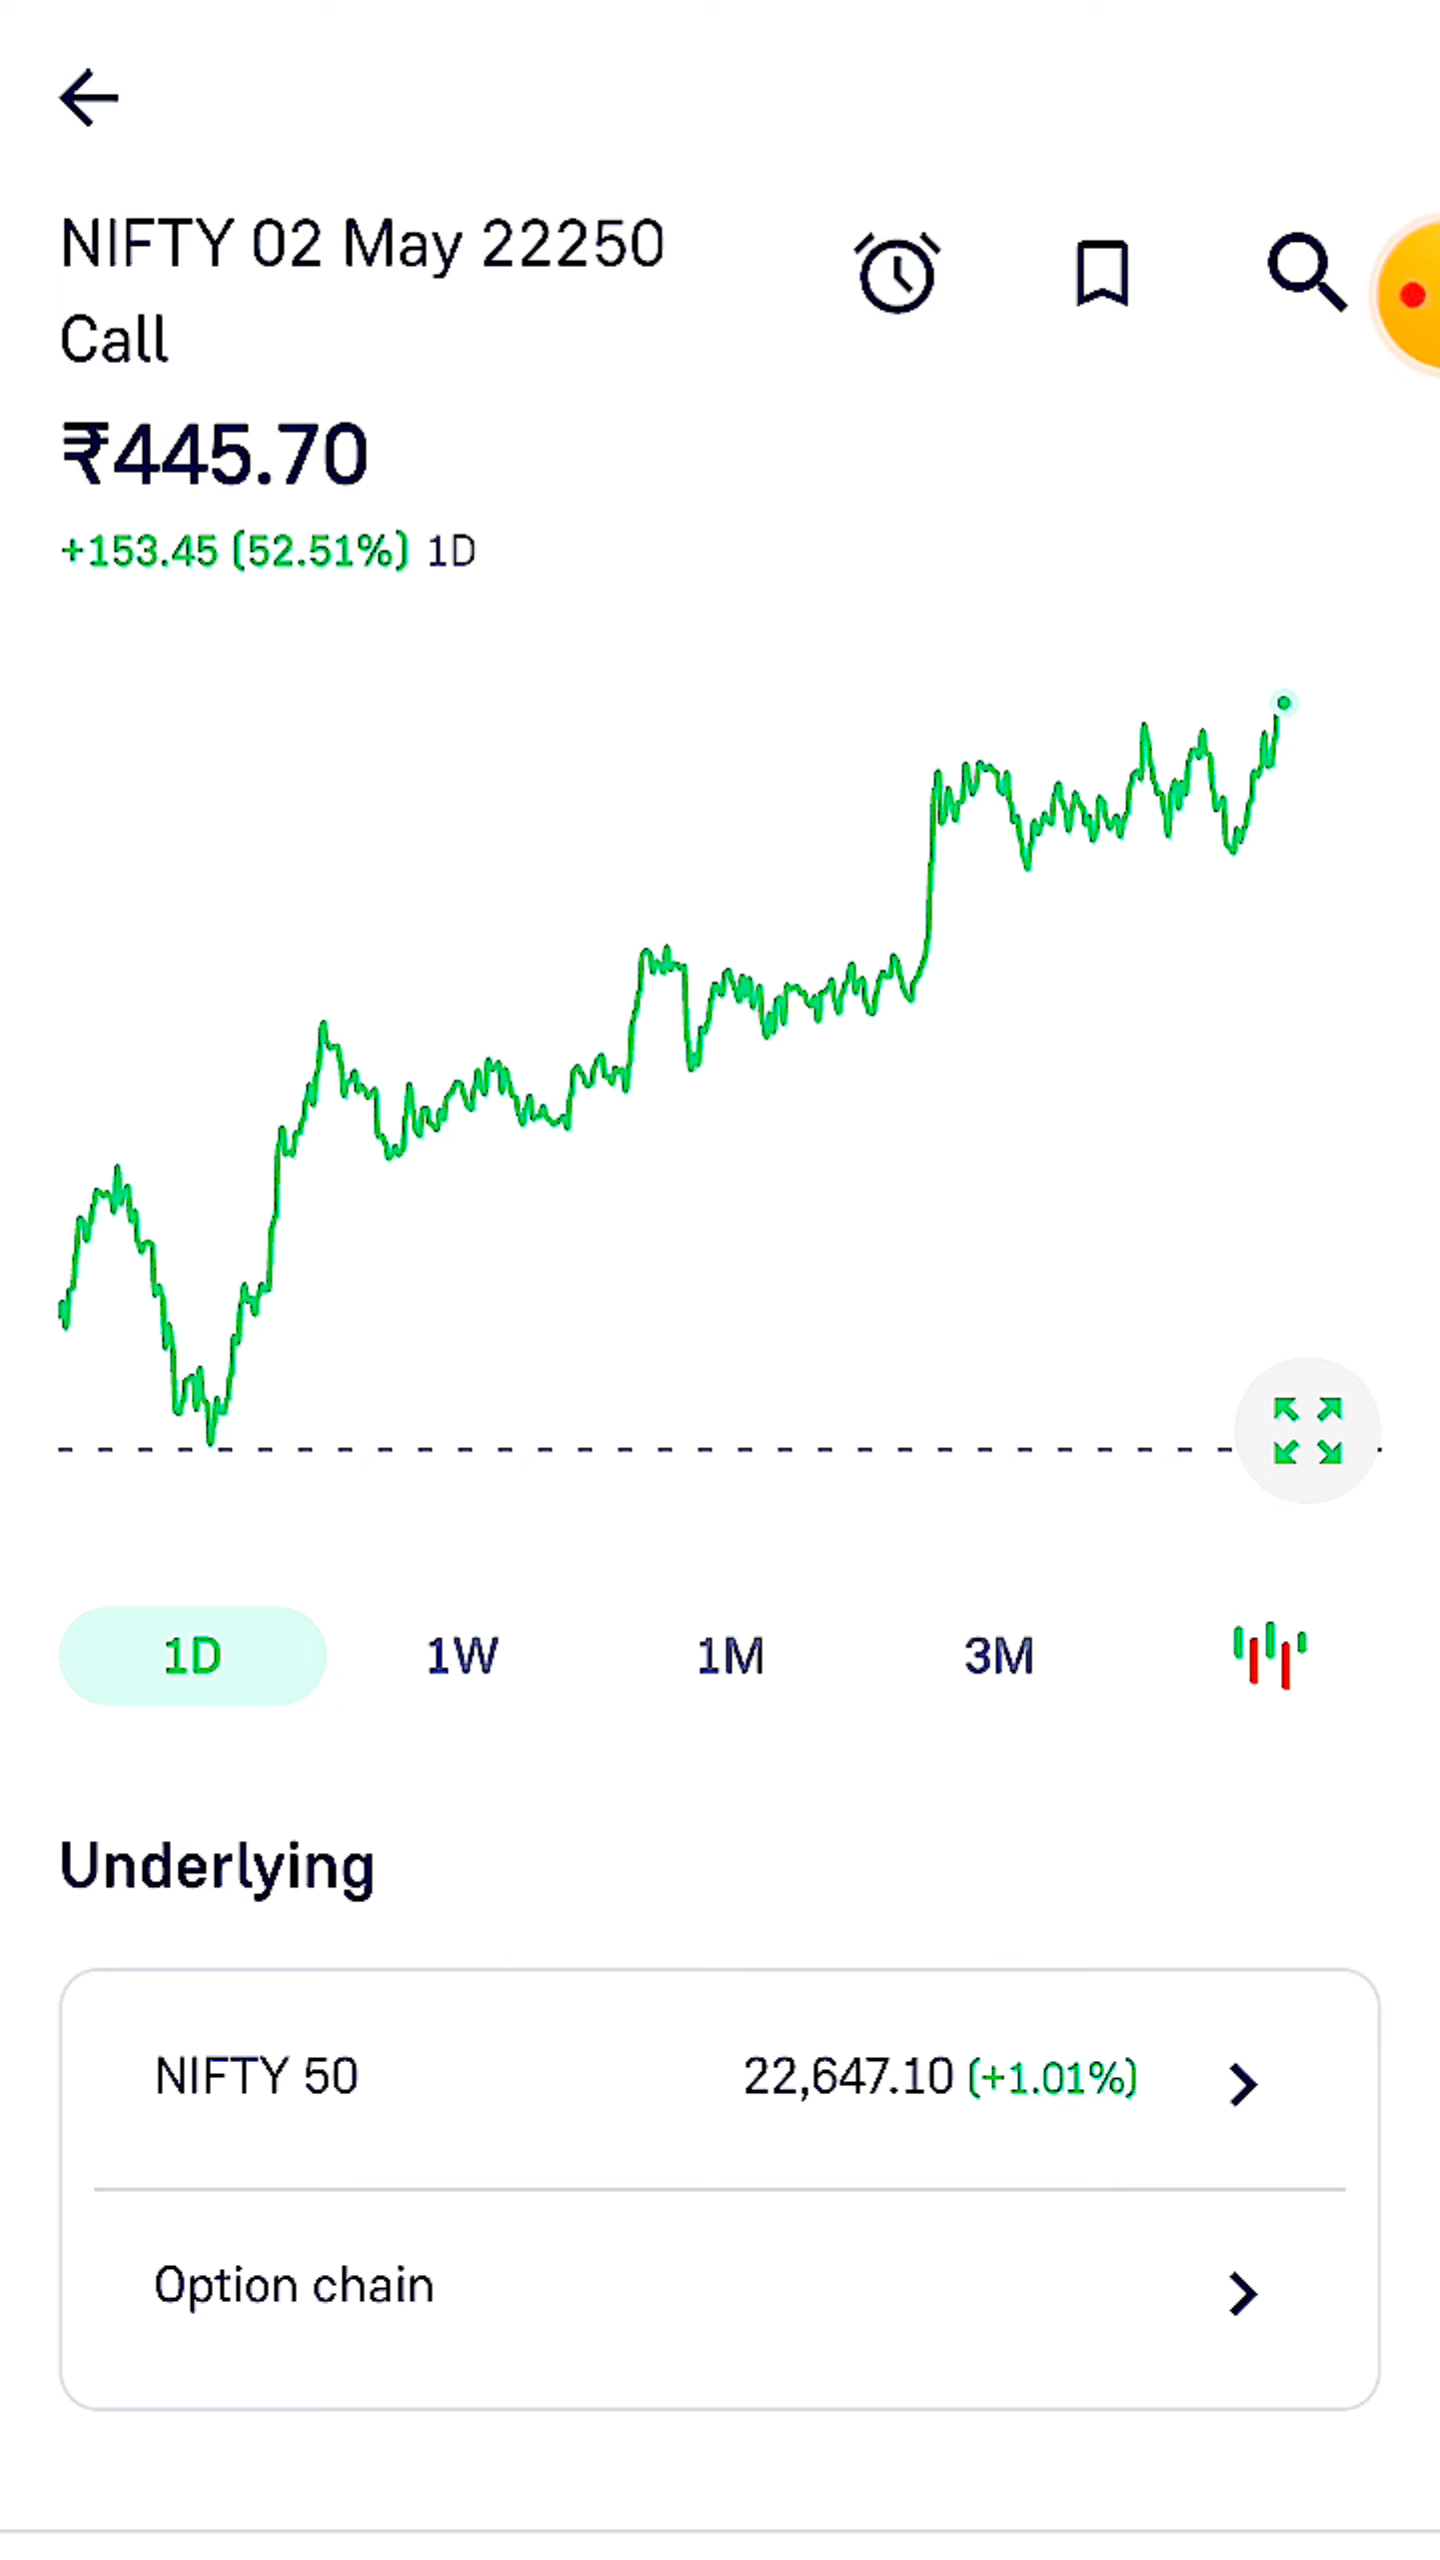 NIFTY 02 May 22250
Call
₹445.70
+153.45 (52.51%) 1D
1D 1W 1M 3M
Underlying
NIFTY 50 22,647.10 (+1.01%)
Option chain